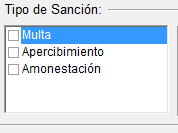 Tipo de Sanción:
Multa
Apercibimiento
Amonestación